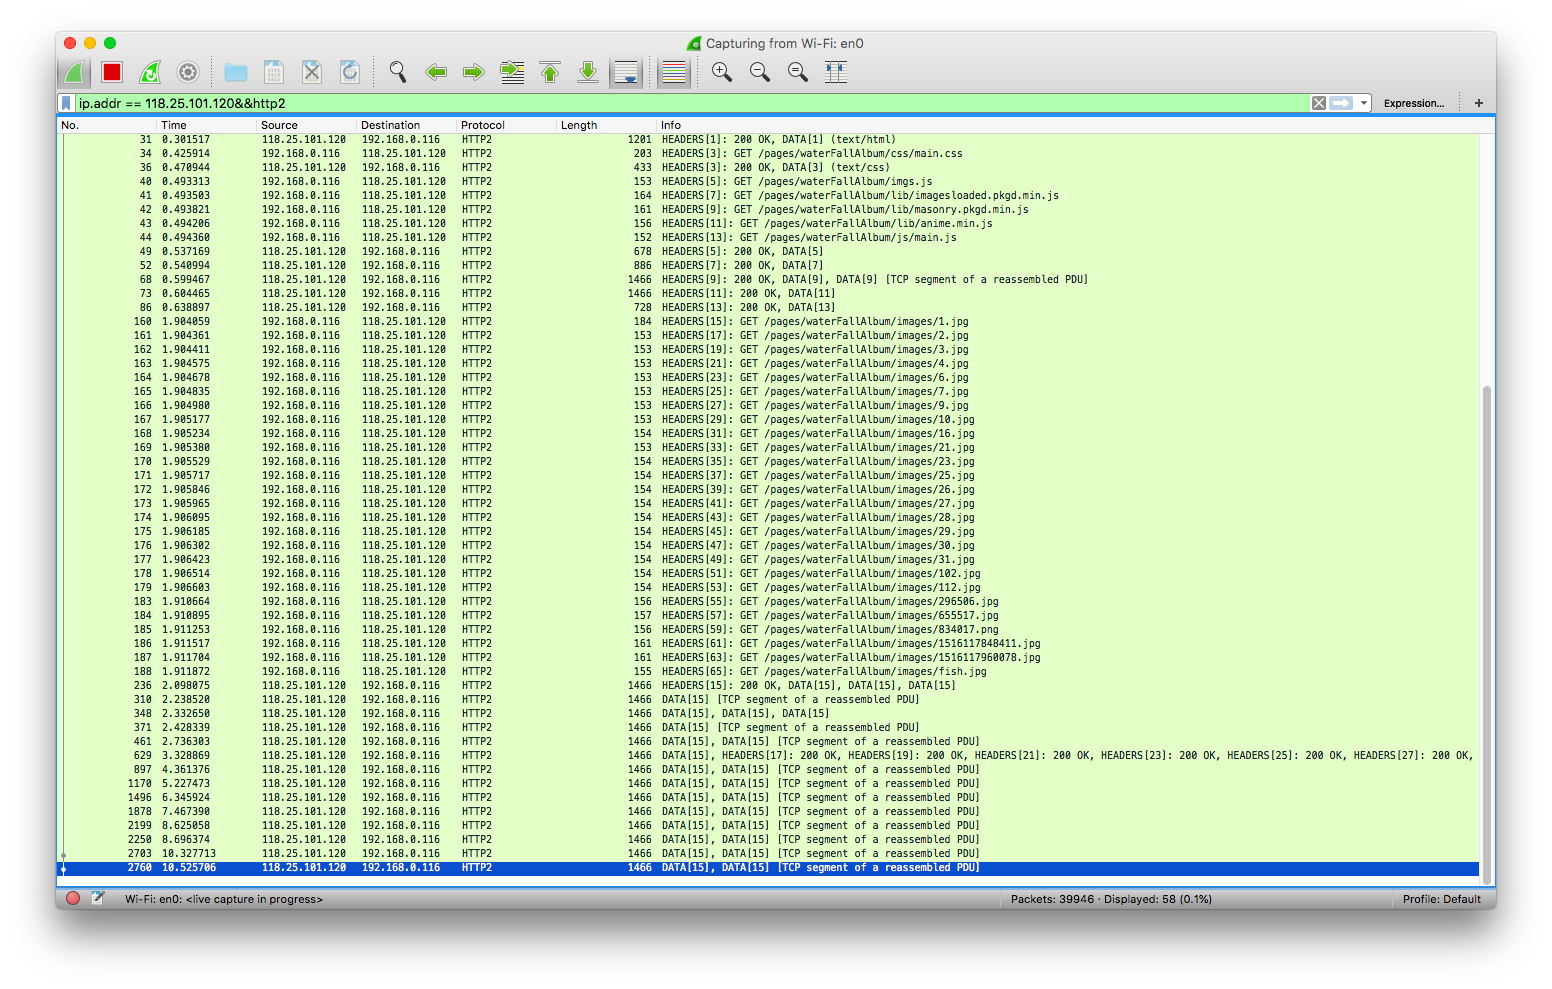 Capturing from Wi-Fi: en0
ip.addr == 118.25.101.120&&http2
Expression...
+
No. Time Source Destination Protocol Length Info
31 0.301517 118.25.101.120 192.168.0.116 HTTP2 1201 HEADERS[1]: 200 OK, DATA[1] (text/html)
34 0.425914 192.168.0.116 118.25.101.120 HTTP2 203 HEADERS[3]: GET /pages/waterFallAlbum/css/main.css
36 0.470944 118.25.101.120 192.168.0.116 HTTP2 433 HEADERS[3]: 200 OK, DATA[3] (text/css)
40 0.493313 192.168.0.116 118.25.101.120 HTTP2 153 HEADERS[5]: GET /pages/waterFallAlbum/imgs.js
41 0.493503 192.168.0.116 118.25.101.120 HTTP2 164 HEADERS[7]: GET /pages/waterFallAlbum/lib/imagesloaded.pkgd.min.js
42 0.493821 192.168.0.116 118.25.101.120 HTTP2 161 HEADERS[9]: GET /pages/waterFallAlbum/lib/masonry.pkgd.min.js
43 0.494206 192.168.0.116 118.25.101.120 HTTP2 156 HEADERS[11]: GET /pages/waterFallAlbum/lib/anime.min.js
44 0.494360 192.168.0.116 118.25.101.120 HTTP2 152 HEADERS[13]: GET /pages/waterFallAlbum/js/main.js
49 0.537169 118.25.101.120 192.168.0.116 HTTP2 678 HEADERS[5]: 200 OK, DATA[5]
52 0.540994 118.25.101.120 192.168.0.116 HTTP2 886 HEADERS[7]: 200 OK, DATA[7]
68 0.599467 118.25.101.120 192.168.0.116 HTTP2 1466 HEADERS[9]: 200 OK, DATA[9], DATA[9] [TCP segment of a reassembled PDU]
73 0.604465 118.25.101.120 192.168.0.116 HTTP2 1466 HEADERS[11]: 200 OK, DATA[11]
86 0.638897 118.25.101.120 192.168.0.116 HTTP2 728 HEADERS[13]: 200 OK, DATA[13]
160 1.904059 192.168.0.116 118.25.101.120 HTTP2 184 HEADERS[15]: GET /pages/waterFallAlbum/images/1.jpg
161 1.904361 192.168.0.116 118.25.101.120 HTTP2 153 HEADERS[17]: GET /pages/waterFallAlbum/images/2.jpg
162 1.904411 192.168.0.116 118.25.101.120 HTTP2 153 HEADERS[19]: GET /pages/waterFallAlbum/images/3.jpg
163 1.904575 192.168.0.116 118.25.101.120 HTTP2 153 HEADERS[21]: GET /pages/waterFallAlbum/images/4.jpg
164 1.904678 192.168.0.116 118.25.101.120 HTTP2 153 HEADERS[23]: GET /pages/waterFallAlbum/images/6.jpg
165 1.904835 192.168.0.116 118.25.101.120 HTTP2 153 HEADERS[25]: GET /pages/waterFallAlbum/images/7.jpg
166 1.904980 192.168.0.116 118.25.101.120 HTTP2 153 HEADERS[27]: GET /pages/waterFallAlbum/images/9.jpg
167 1.905177 192.168.0.116 118.25.101.120 HTTP2 153 HEADERS[29]: GET /pages/waterFallAlbum/images/10.jpg
168 1.905234 192.168.0.116 118.25.101.120 HTTP2 154 HEADERS[31]: GET /pages/waterFallAlbum/images/16.jpg
169 1.905380 192.168.0.116 118.25.101.120 HTTP2 153 HEADERS[33]: GET /pages/waterFallAlbum/images/21.jpg
170 1.905529 192.168.0.116 118.25.101.120 HTTP2 154 HEADERS[35]: GET /pages/waterFallAlbum/images/23.jpg
171 1.905717 192.168.0.116 118.25.101.120 HTTP2 154 HEADERS[37]: GET /pages/waterFallAlbum/images/25.jpg
172 1.905846 192.168.0.116 118.25.101.120 HTTP2 154 HEADERS[39]: GET /pages/waterFallAlbum/images/26.jpg
173 1.905965 192.168.0.116 118.25.101.120 HTTP2 154 HEADERS[41]: GET /pages/waterFallAlbum/images/27.jpg
174 1.906095 192.168.0.116 118.25.101.120 HTTP2 154 HEADERS[43]: GET /pages/waterFallAlbum/images/28.jpg
175 1.906185 192.168.0.116 118.25.101.120 HTTP2 154 HEADERS[45]: GET /pages/waterFallAlbum/images/29.jpg
176 1.906302 192.168.0.116 118.25.101.120 HTTP2 154 HEADERS[47]: GET /pages/waterFallAlbum/images/30.jpg
177 1.906423 192.168.0.116 118.25.101.120 HTTP2 154 HEADERS[49]: GET /pages/waterFallAlbum/images/31.jpg
178 1.906514 192.168.0.116 118.25.101.120 HTTP2 154 HEADERS[51]: GET /pages/waterFallAlbum/images/102.jpg
179 1.906603 192.168.0.116 118.25.101.120 HTTP2 154 HEADERS[53]: GET /pages/waterFallAlbum/images/112.jpg
183 1.910664 192.168.0.116 118.25.101.120 HTTP2 156 HEADERS[55]: GET /pages/waterFallAlbum/images/296506.jpg
184 1.910895 192.168.0.116 118.25.101.120 HTTP2 157 HEADERS[57]: GET /pages/waterFallAlbum/images/655517.jpg
185 1.911253 192.168.0.116 118.25.101.120 HTTP2 156 HEADERS[59]: GET /pages/waterFallAlbum/images/834017.png
186 1.911517 192.168.0.116 118.25.101.120 HTTP2 161 HEADERS[61]: GET /pages/waterFallAlbum/images/1516117848411.jpg
187 1.911704 192.168.0.116 118.25.101.120 HTTP2 161 HEADERS[63]: GET /pages/waterFallAlbum/images/1516117960078.jpg
188 1.911872 192.168.0.116 118.25.101.120 HTTP2 155 HEADERS[65]: GET /pages/waterFallAlbum/images/fish.jpg
236 2.098075 118.25.101.120 192.168.0.116 HTTP2 1466 HEADERS[15]: 200 OK, DATA[15], DATA[15], DATA[15]
310 2.238520 118.25.101.120 192.168.0.116 HTTP2 1466 DATA[15] [TCP segment of a reassembled PDU]
348 2.332650 118.25.101.120 192.168.0.116 HTTP2 1466 DATA[15], DATA[15], DATA[15]
371 2.428339 118.25.101.120 192.168.0.116 HTTP2 1466 DATA[15] [TCP segment of a reassembled PDU]
461 2.736303 118.25.101.120 192.168.0.116 HTTP2 1466 DATA[15], DATA[15] [TCP segment of a reassembled PDU]
629 3.328869 118.25.101.120 192.168.0.116 HTTP2 1466 DATA[15], HEADERS[17]: 200 OK, HEADERS[19]: 200 OK, HEADERS[21]: 200 OK, HEADERS[23]: 200 OK, HEADERS[25]: 200 OK, HEADERS[27]: 200 OK,
897 4.361376 118.25.101.120 192.168.0.116 HTTP2 1466 DATA[15], DATA[15] [TCP segment of a reassembled PDU]
1170 5.227473 118.25.101.120 192.168.0.116 HTTP2 1466 DATA[15], DATA[15] [TCP segment of a reassembled PDU]
1496 6.345924 118.25.101.120 192.168.0.116 HTTP2 1466 DATA[15], DATA[15] [TCP segment of a reassembled PDU]
1878 7.467390 118.25.101.120 192.168.0.116 HTTP2 1466 DATA[15], DATA[15] [TCP segment of a reassembled PDU]
2199 8.625058 118.25.101.120 192.168.0.116 HTTP2 1466 DATA[15], DATA[15] [TCP segment of a reassembled PDU]
2250 8.696374 118.25.101.120 192.168.0.116 HTTP2 1466 DATA[15], DATA[15] [TCP segment of a reassembled PDU]
2703 10.327713 118.25.101.120 192.168.0.116 HTTP2 1466 DATA[15], DATA[15] [TCP segment of a reassembled PDU]
2760 10.525706 118.25.101.120 192.168.0.116 HTTP2 1466 DATA[15], DATA[15] [TCP segment of a reassembled PDU]
Wi-Fi: en0: <live capture in progress>
Packets: 39946 · Displayed: 58 (0.1%)
Profile: Default